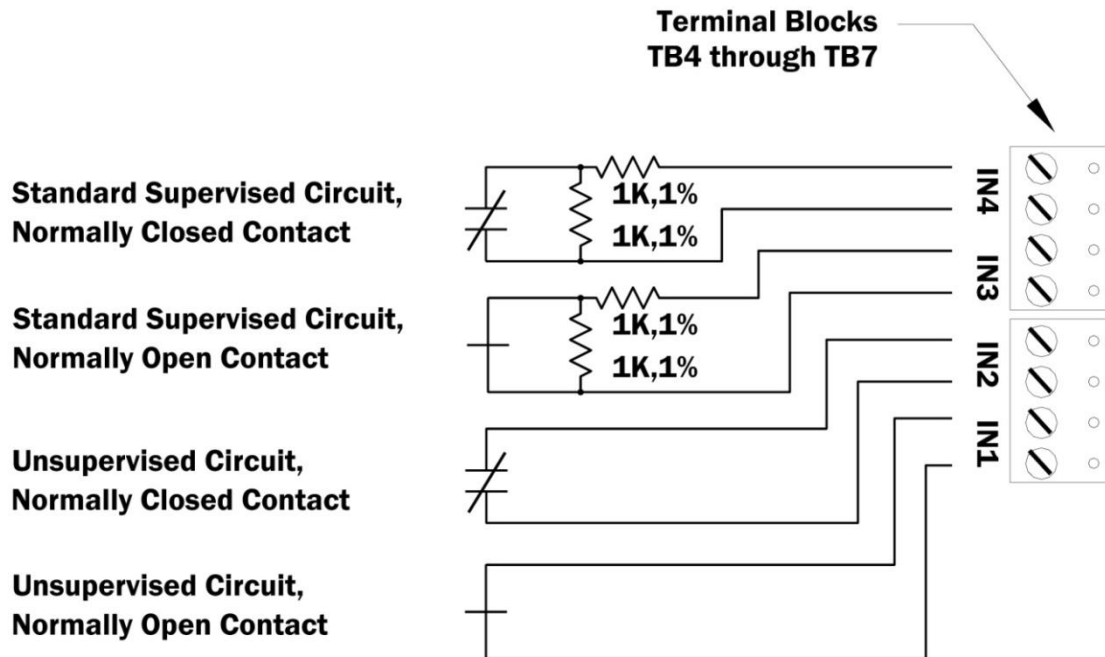 Terminal Blocks
TB4 through TB7
Standard Supervised Circuit,
Normally Closed Contact
1K,1%
1K,1%
IN4
Standard Supervised Circuit,
Normally Open Contact
1K,1%
1K,1%
IN3
Unsupervised Circuit,
Normally Closed Contact
IN2
Unsupervised Circuit,
Normally Open Contact
IN1